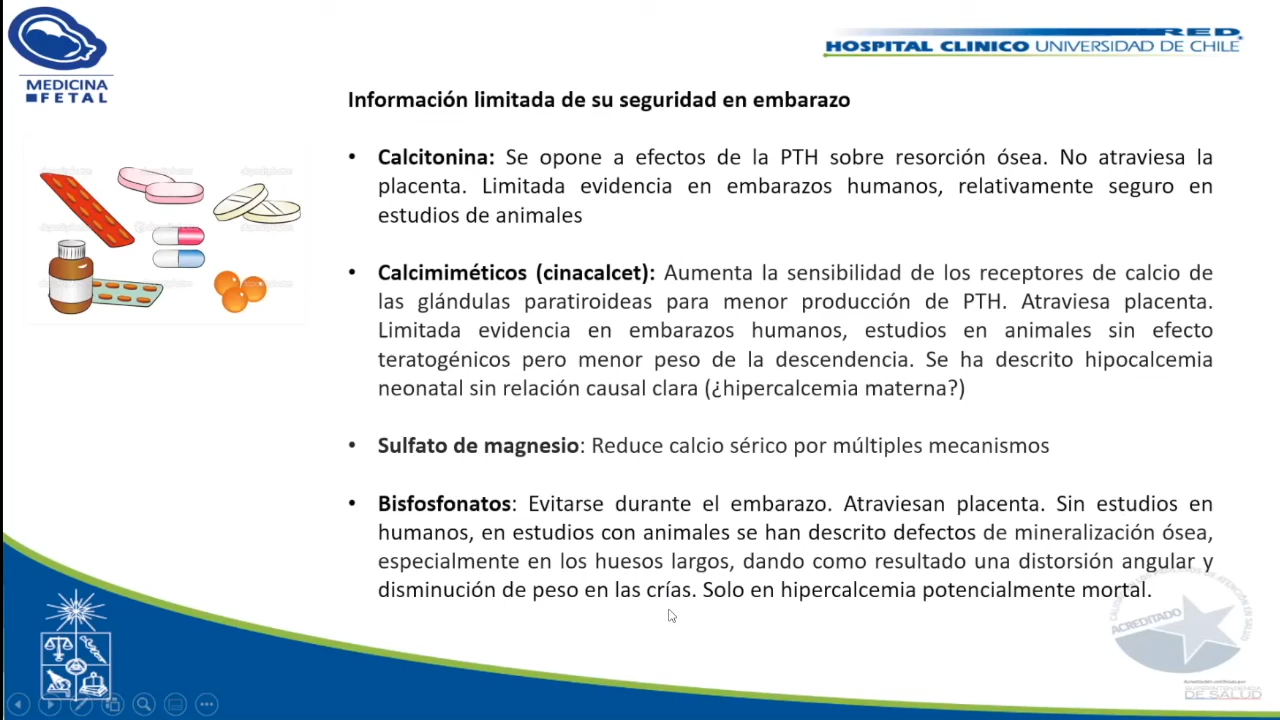 MEDICINA
FETAL
RED.
HOSPITAL CLINICO UNIVERSIDAD DE CHILE
Información limitada de su seguridad en embarazo
• Calcitonina: Se opone a efectos de la PTH sobre resorción ósea. No atraviesa la
placenta. Limitada evidencia en embarazos humanos, relativamente seguro en
estudios de animales
• Calcimiméticos (cinacalcet): Aumenta la sensibilidad de los receptores de calcio de
las glándulas paratiroideas para menor producción de PTH. Atraviesa placenta.
Limitada evidencia en embarazos humanos, estudios en animales sin efecto
teratogénicos pero menor peso de la descendencia. Se ha descrito hipocalcemia
neonatal sin relación causal clara (¿hipercalcemia materna?)
• Sulfato de magnesio: Reduce calcio sérico por múltiples mecanismos
• Bisfosfonatos: Evitarse durante el embarazo. Atraviesan placenta. Sin estudios en
humanos, en estudios con animales se han descrito defectos de mineralización ósea,
especialmente en los huesos largos, dando como resultado una distorsión angular y
disminución de peso en las crías. Solo en hipercalcemia potencialmente mortal.
ACREDITADO
SUPERINTENDENCIA
DE SALUD